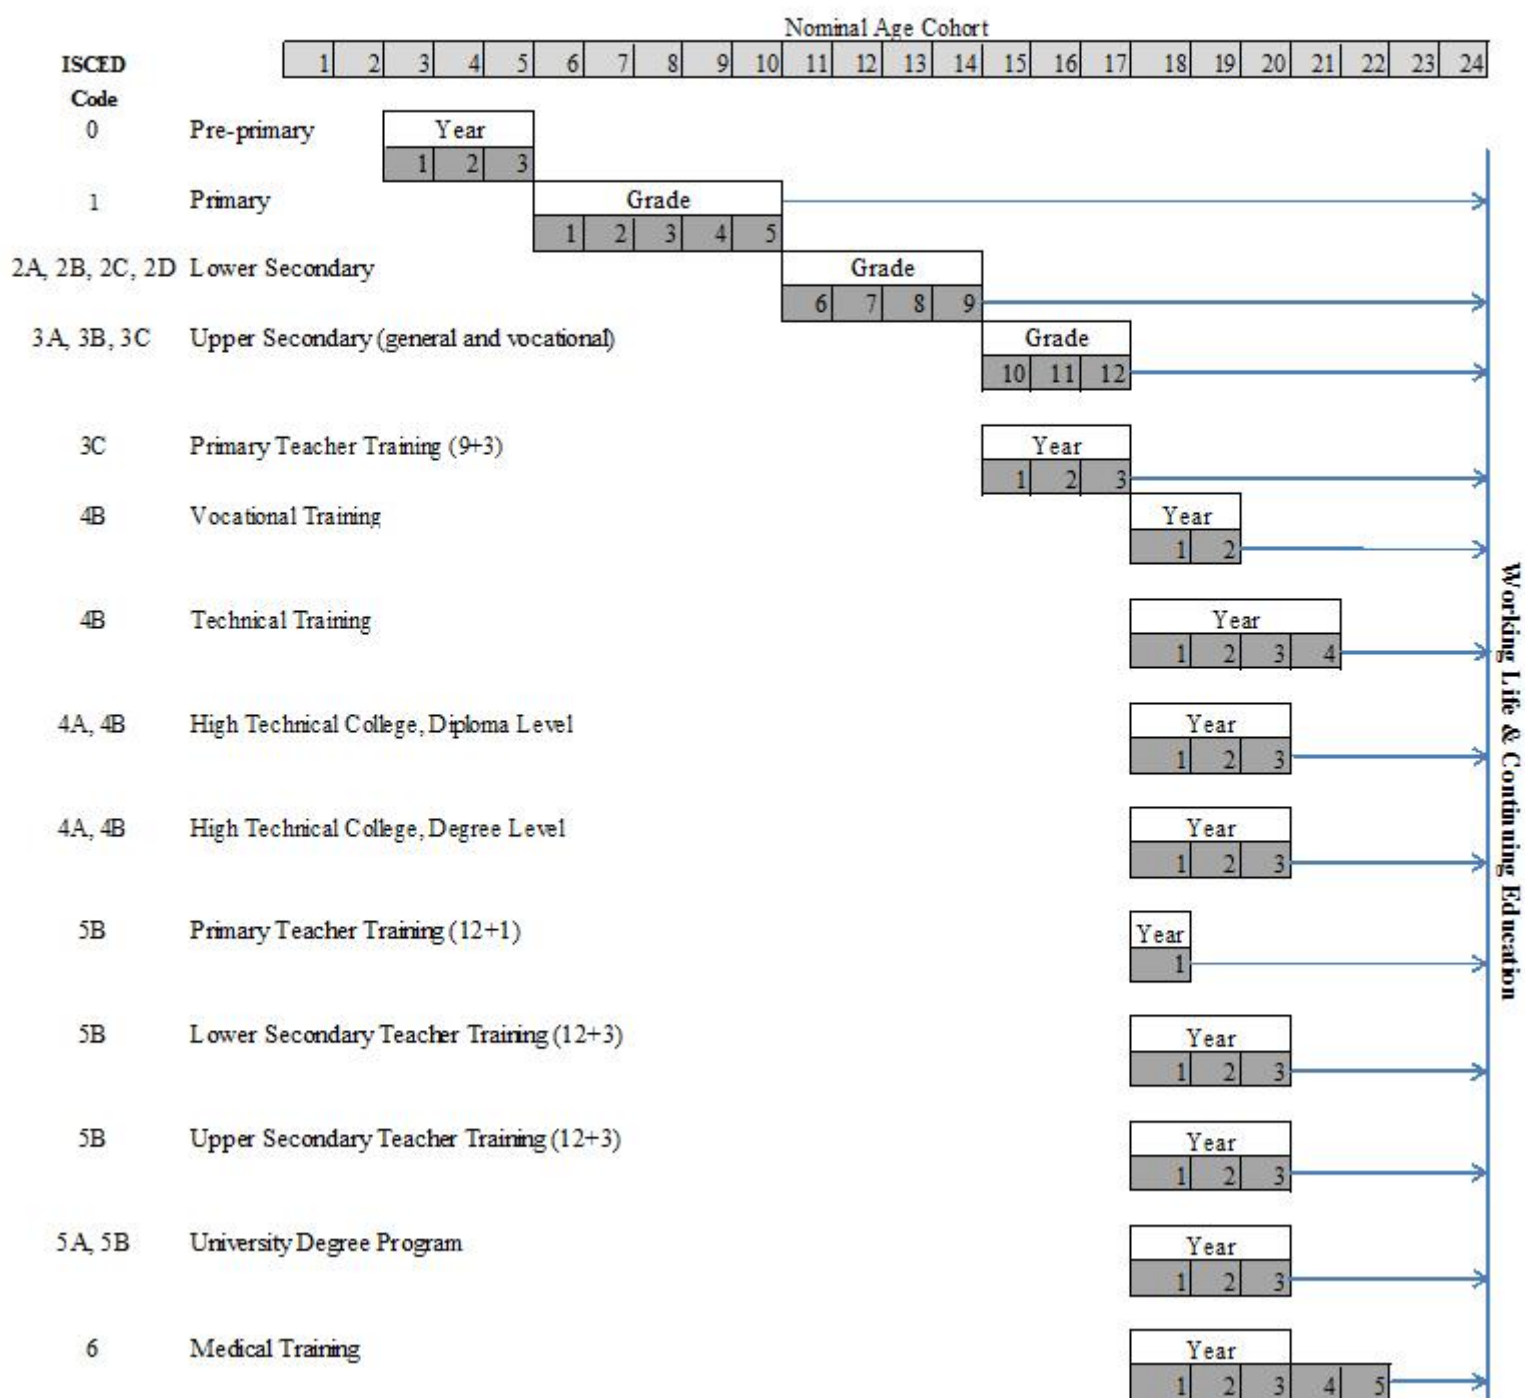 Nominal Age Cohort
ISCED 1 2 3 4 5 6 7 8 9 10 11 12 13 14 15 16 17 18 19 20 21 22 23 24
Code
0 Pre-primary Year
1 2 3
1 Primary Grade
1 2 3 4 5
2A, 2B, 2C, 2D Lower Secondary Grade
6 7 8 9
3A, 3B, 3C Upper Secondary (general and vocational) Grade
10 11 12
3C Primary Teacher Training (9+3) Year
1 2 3
4B Vocational Training Year
1 2
4B Technical Training Year
1 2 3 4
4A, 4B High Technical College, Diploma Level Year
1 2 3
4A, 4B High Technical College, Degree Level Year
1 2 3
5B Primary Teacher Training (12+1) Year
1
5B Lower Secondary Teacher Training (12+3) Year
1 2 3
5B Upper Secondary Teacher Training (12+3) Year
1 2 3
5A, 5B University Degree Program Year
1 2 3
6 Medical Training Year
1 2 3 4 5
Working Life & Continuing Education